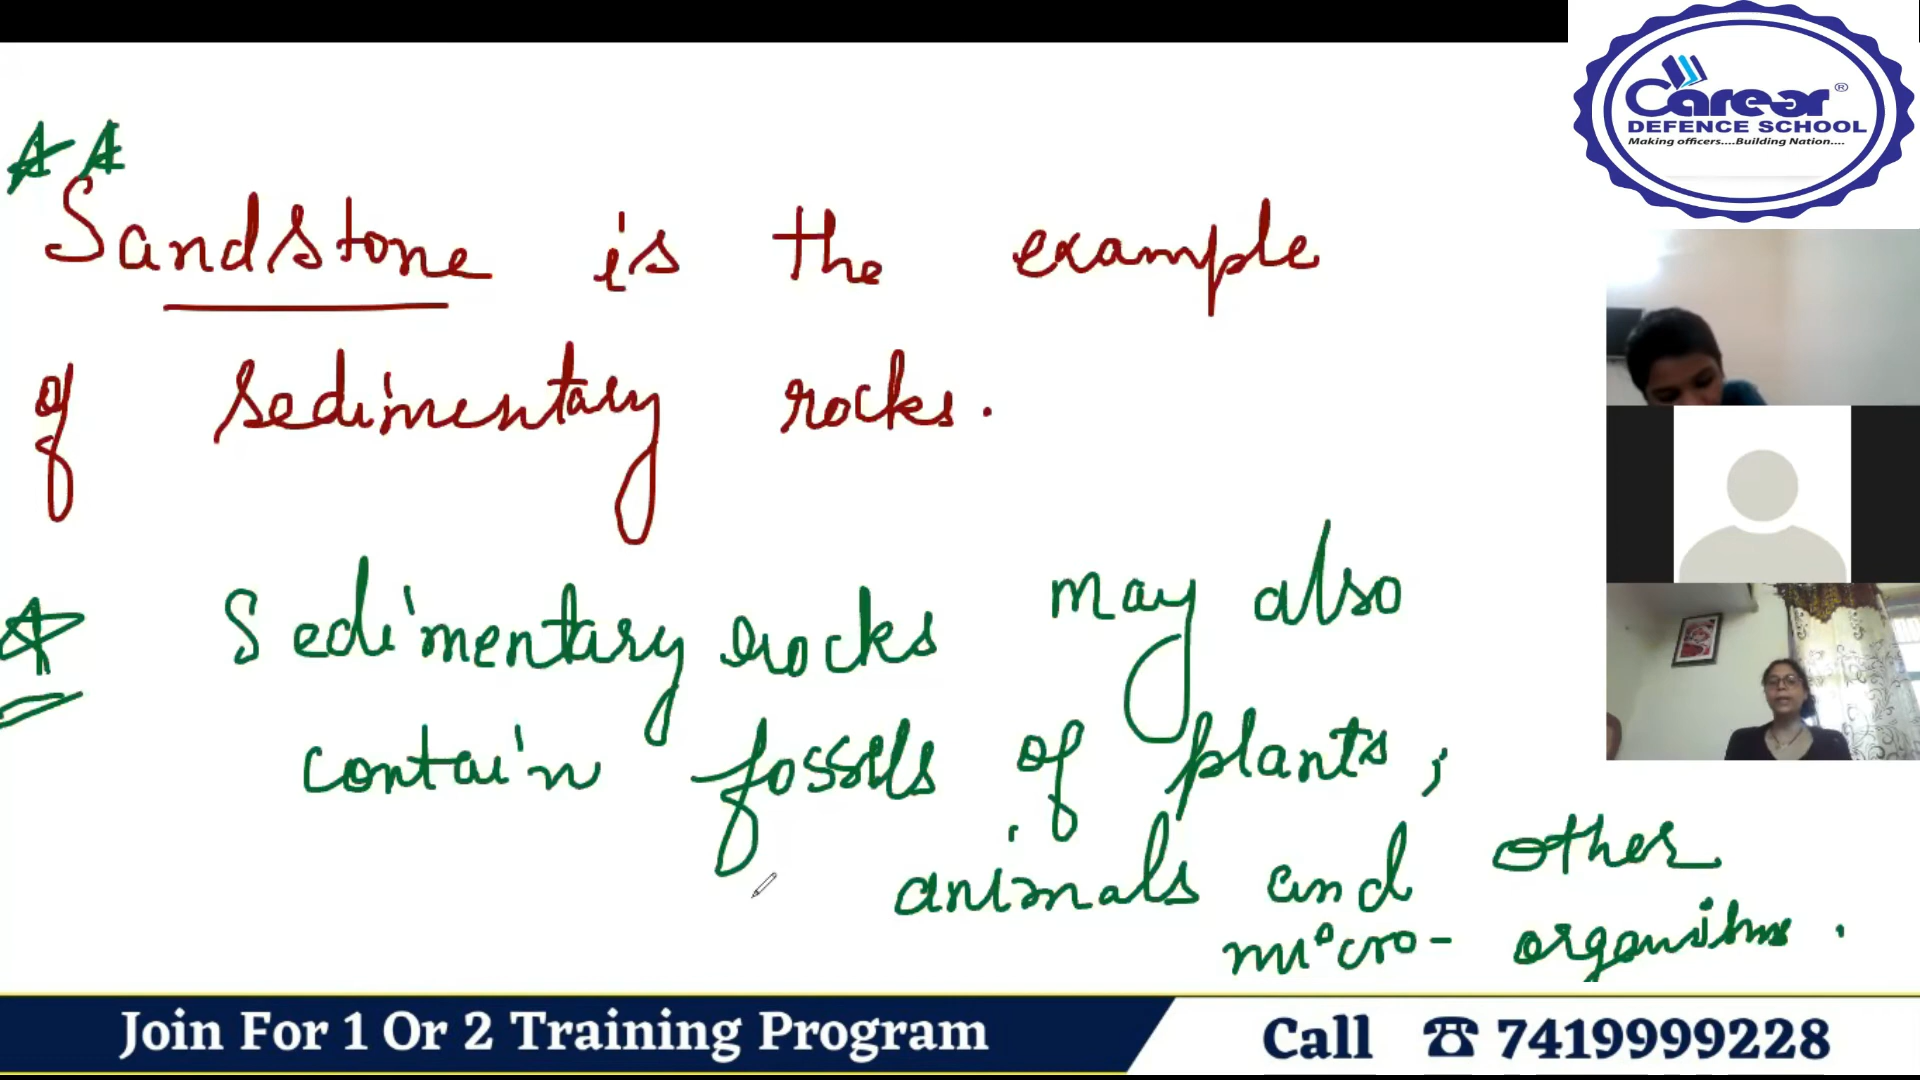 Carear®
DEFENCE SCHOOL
Making officers....Building Nation....
Sandstone is the example
of sedimentary rocks.
Sedimentary rocks may also
contain fossils of plants,
animals and other
micro-organisms.
Join For 1 Or 2 Training Program
Call ☎ 7419999228